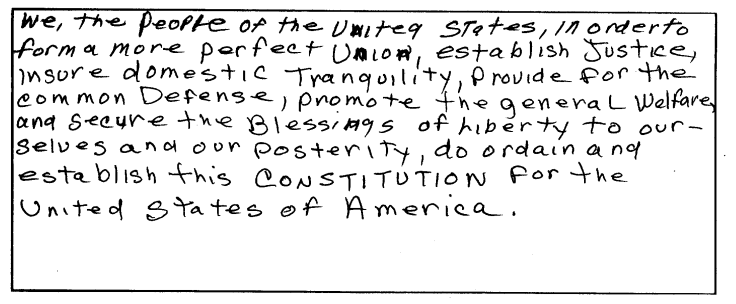 We, the People of the United States, in order to
form a more perfect Union, establish Justice,
insure domestic Tranquility, provide for the
common Defense, promote the general Welfare,
and secure the Blessings of Liberty to our-
selves and our posterity, do ordain and
establish this CONSTITUTION for the
United States of America.